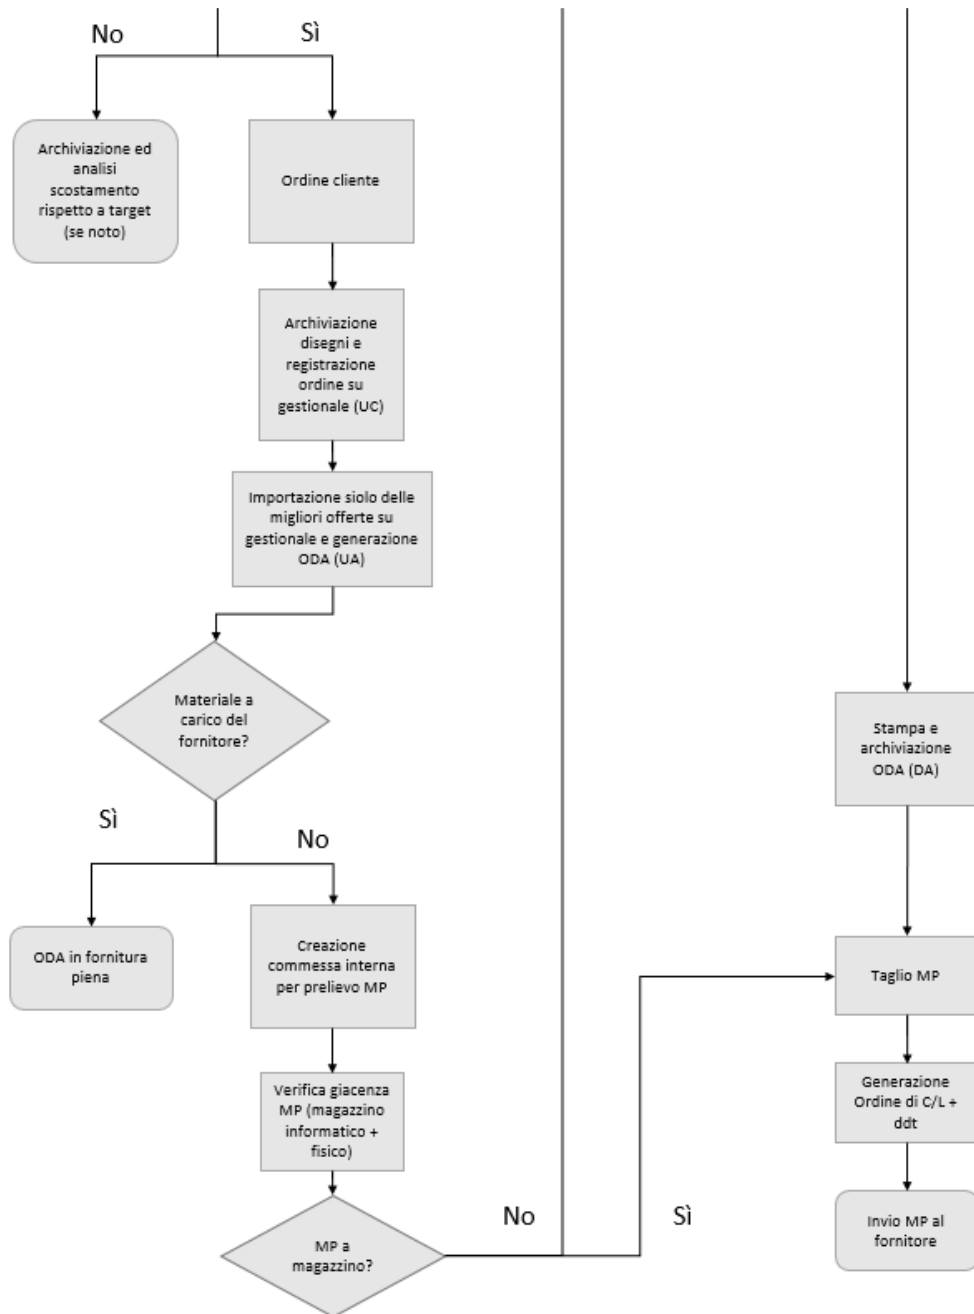 No
Sì
Archiviazione ed
analisi
scostamento
rispetto a target
(se noto)
Ordine cliente
Archiviazione
disegni e
registrazione
ordine su
gestionale (UC)
Importazione siolo delle
migliori offerte su
gestionale e generazione
ODA (UA)
Materiale a
carico del
fornitore?
Sì
No
ODA in fornitura
piena
Creazione
commessa interna
per prelievo MP
Verifica giacenza
MP (magazzino
informatico +
fisico)
MP a
magazzino?
No
Sì
Stampa e
archiviazione
ODA (DA)
Taglio MP
Generazione
Ordine di C/L +
ddt
Invio MP al
fornitore